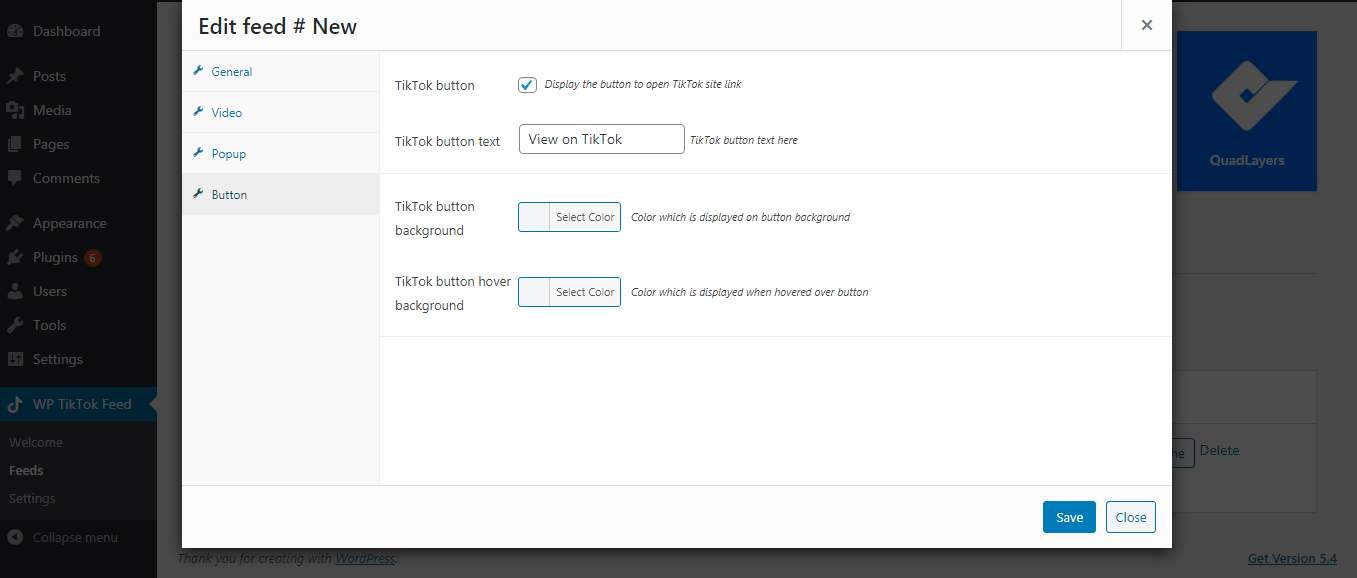 Dashboard
Posts
Media
Pages
Comments
Appearance
Plugins 6
Users
Tools
Settings
WP TikTok Feed
Welcome
Feeds
Settings
Collapse menu
Edit feed # New
×
General
Video
Popup
Button
TikTok button
Display the button to open TikTok site link
TikTok button text
View on TikTok
TikTok button text here
TikTok button
background
Select Color
Color which is displayed on button background
TikTok button hover
background
Select Color
Color which is displayed when hovered over button
Save
Close
QuadLayers
Delete
Thank you for creating with WordPress.
Get Version 5.4